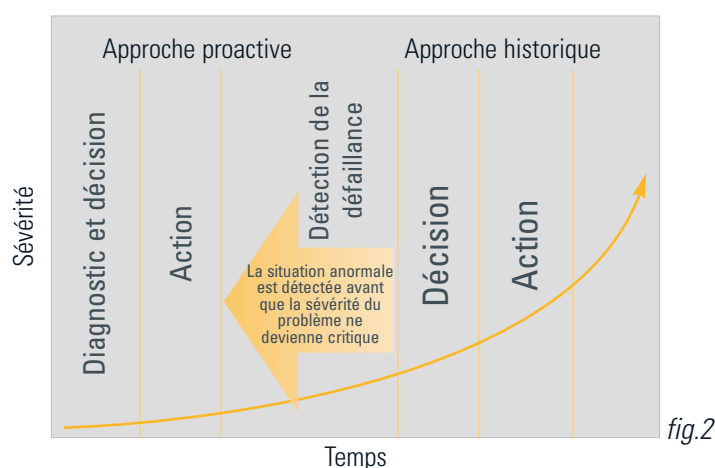 Approche proactive
Approche historique
Sévérité
Diagnostic et décision
Action
Détection de la
défaillance
La situation anormale
est détectée avant
que la sévérité du
problème ne
devienne critique
Décision
Action
fig.2
Temps